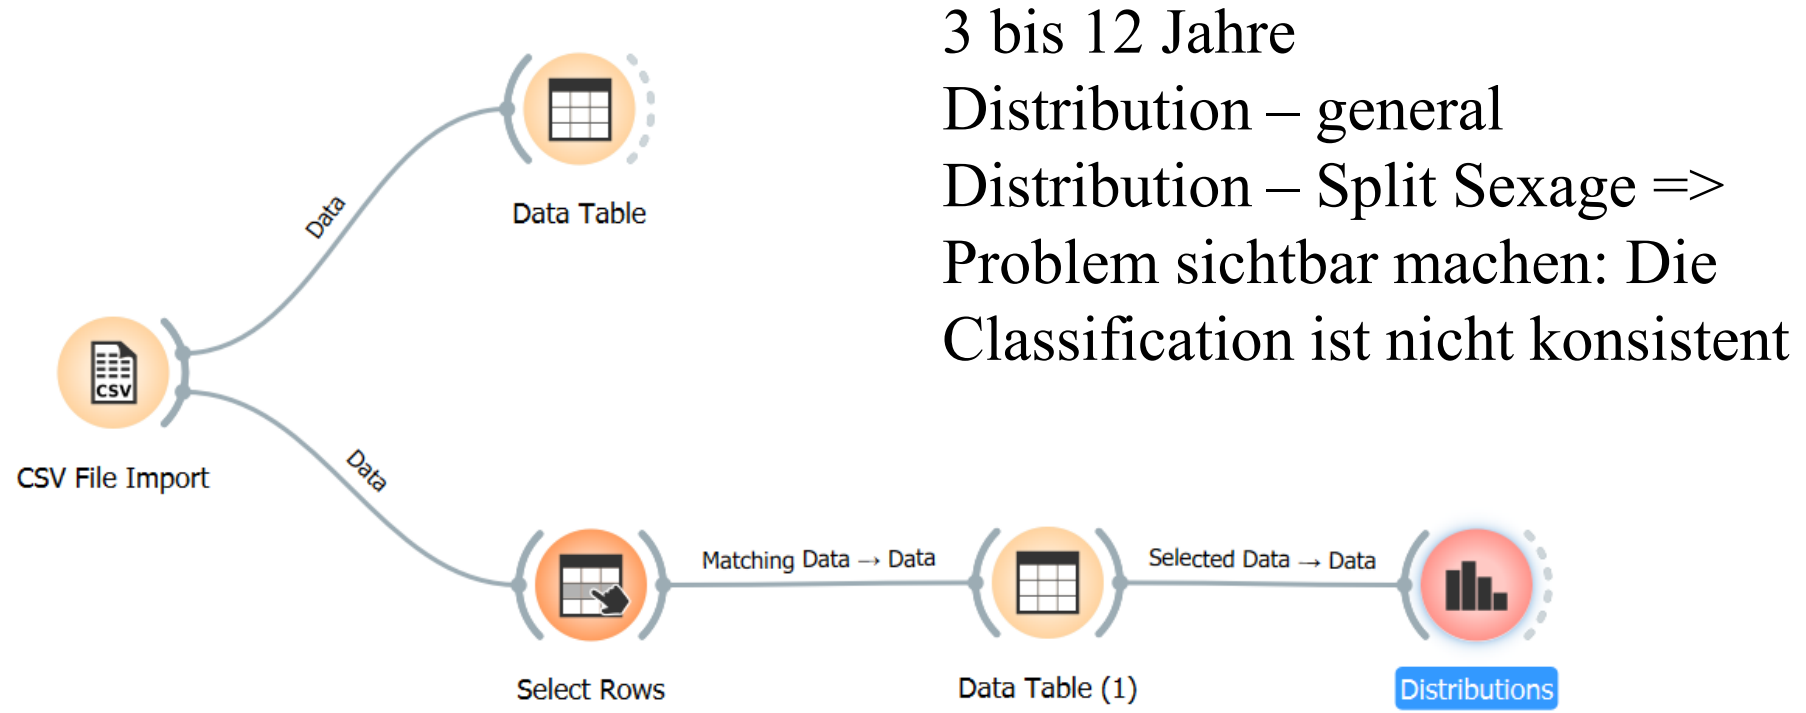 3 bis 12 Jahre
Distribution – general
Distribution – Split Sexage =>
Problem sichtbar machen: Die
Classification ist nicht konsistent
Data Table
Data
CSV
CSV File Import
Data
Matching Data → Data
Selected Data → Data
Select Rows
Data Table (1)
Distributions